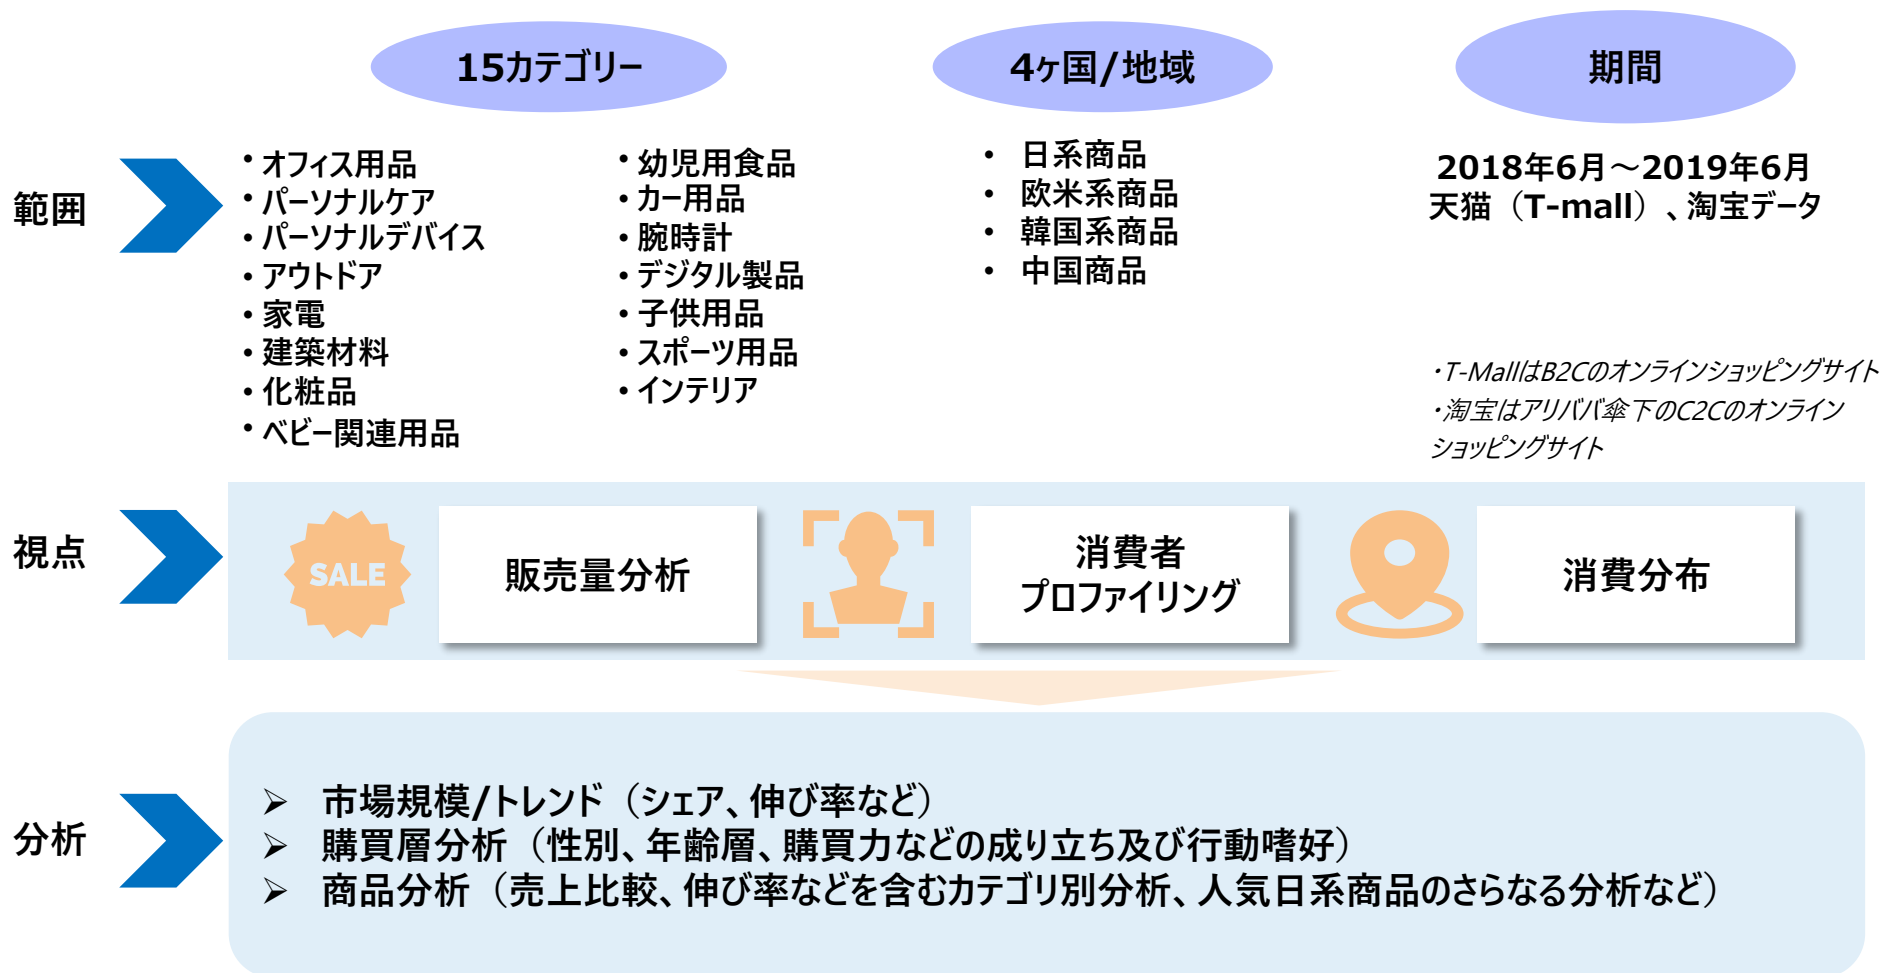 15カテゴリー
4ヶ国/地域
期間
範囲
・オフィス用品
・パーソナルケア
・パーソナルデバイス
・アウトドア
・家電
・建築材料
・化粧品
・ベビー関連用品
・幼児用食品
・カー用品
・腕時計
・デジタル製品
・子供用品
・スポーツ用品
・インテリア
• 日系商品
• 欧米系商品
• 韓国系商品
• 中国商品
2018年6月～2019年6月
天猫（T-mall）、淘宝データ
・T-MallはB2Cのオンラインショッピングサイト
・淘宝はアリババ傘下のC2Cのオンライン
ショッピングサイト
視点
SALE
販売量分析
消費者
プロファイリング
消費分布
分析
➢ 市場規模/トレンド（シェア、伸び率など）
➢ 購買層分析（性別、年齢層、購買力などの成り立ち及び行動嗜好）
➢ 商品分析（売上比較、伸び率などを含むカテゴリ別分析、人気日系商品のさらなる分析など）